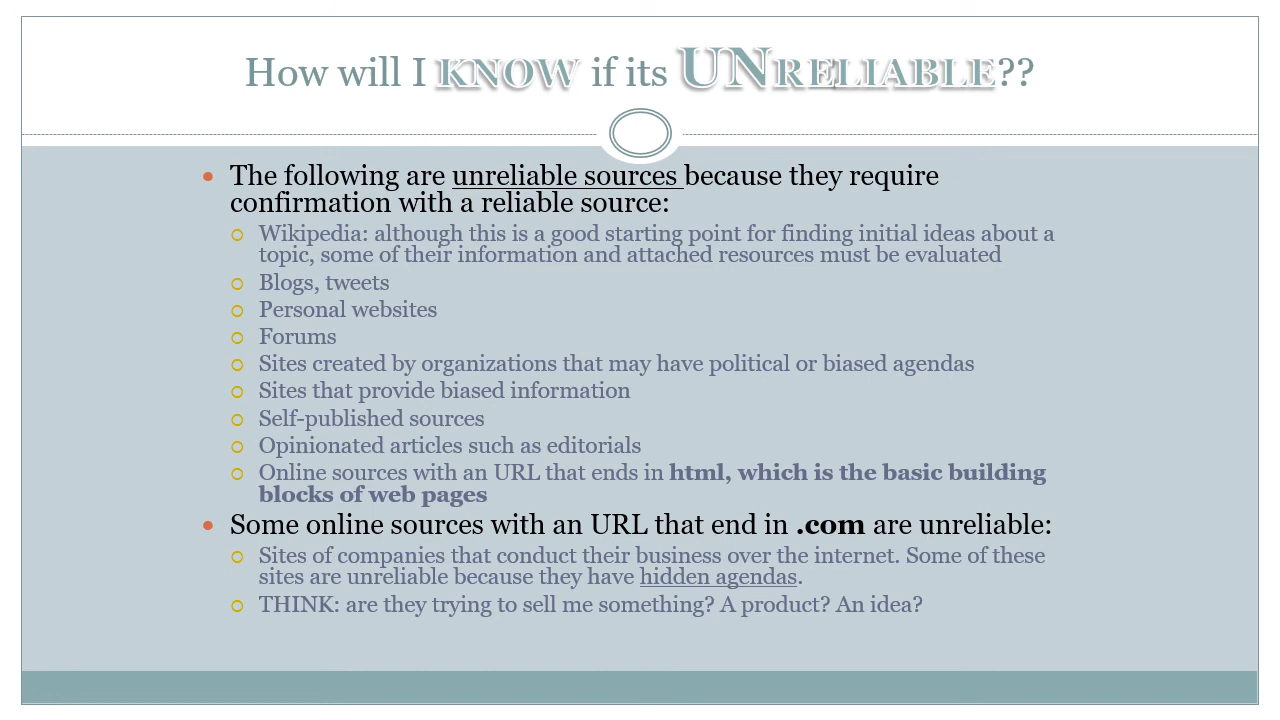 How will I KNOW if its UNRELIABLE??
• The following are unreliable sources because they require
confirmation with a reliable source:
○ Wikipedia: although this is a good starting point for finding initial ideas about a
topic, some of their information and attached resources must be evaluated
○ Blogs, tweets
○ Personal websites
○ Forums
○ Sites created by organizations that may have political or biased agendas
○ Sites that provide biased information
○ Self-published sources
○ Opinionated articles such as editorials
○ Online sources with an URL that ends in html, which is the basic building
blocks of web pages
• Some online sources with an URL that end in .com are unreliable:
○ Sites of companies that conduct their business over the internet. Some of these
sites are unreliable because they have hidden agendas.
○ THINK: are they trying to sell me something? A product? An idea?